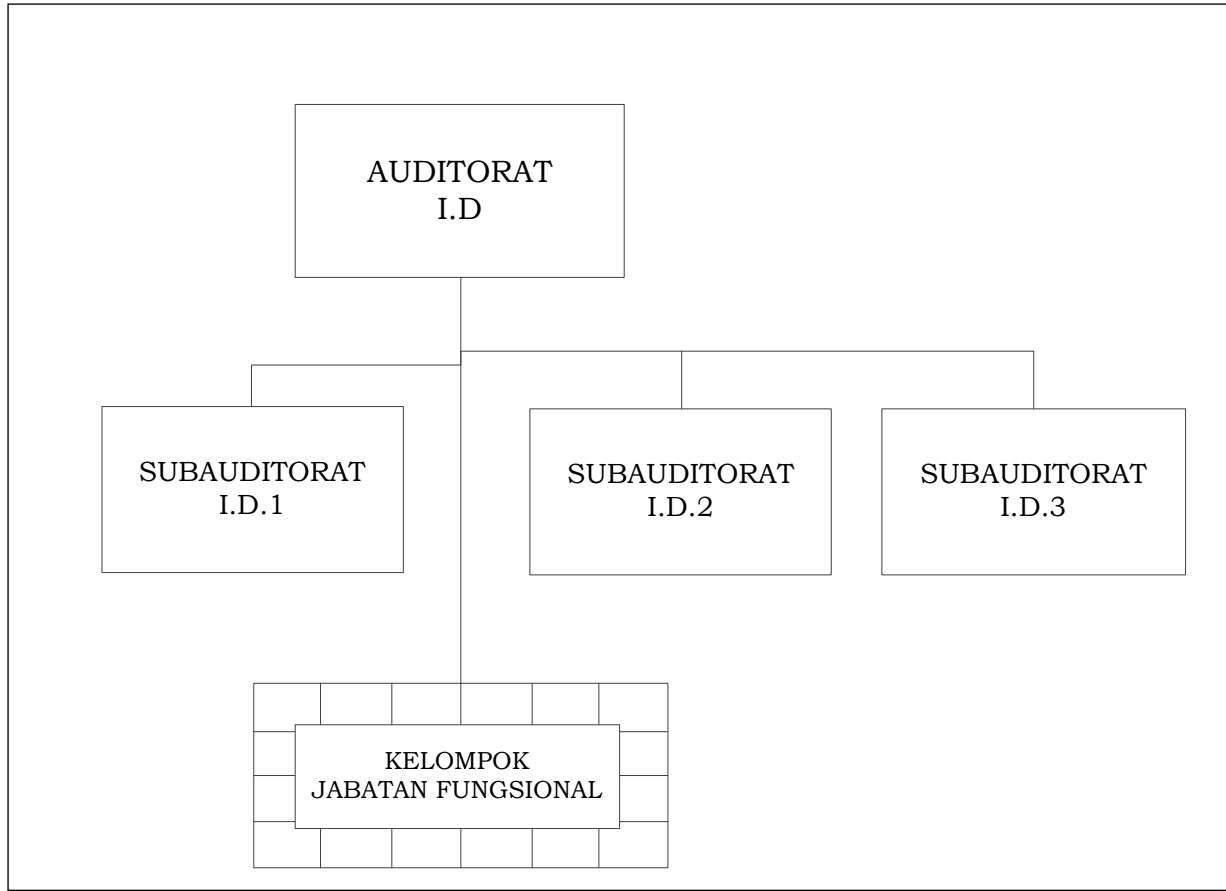 AUDITORAT
I.D
SUBAUDITORAT
I.D.1
SUBAUDITORAT
I.D.2
SUBAUDITORAT
I.D.3
KELOMPOK
JABATAN FUNGSIONAL